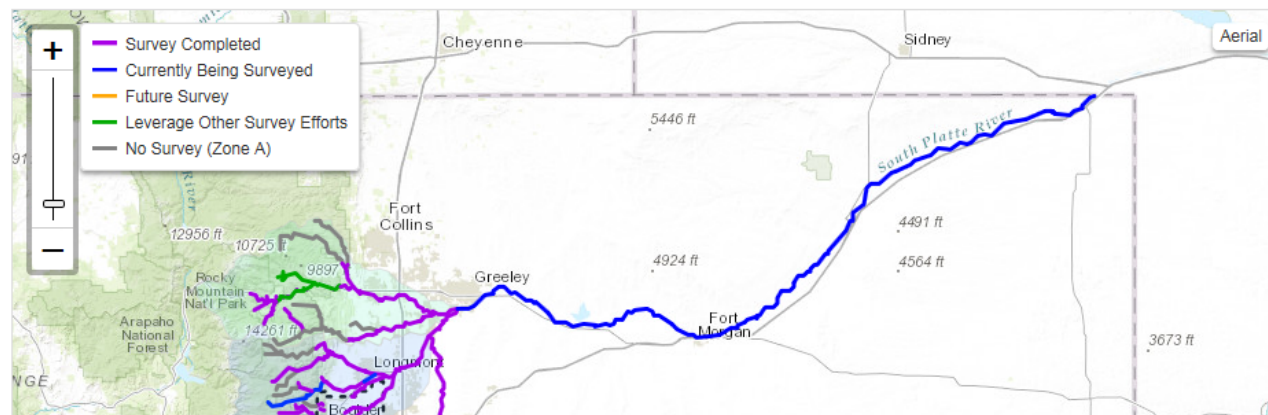 +
−
Survey Completed
Currently Being Surveyed
Future Survey
Leverage Other Survey Efforts
No Survey (Zone A)
Cheyenne
Sidney
Aerial
5446 ft
South Platte River
River
Fort
Collins
12956 ft
10725 ft
9897
Rocky
Mountain
Nat'l Park
Greeley
4924 ft
4491 ft
4564 ft
Arapaho
National
Forest
14261 ft
Fort
Morgan
3673 ft
Longmont
NGE
Boulder